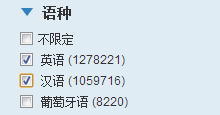 语种
不限定
英语 (1278221)
汉语 (1059716)
葡萄牙语 (8220)